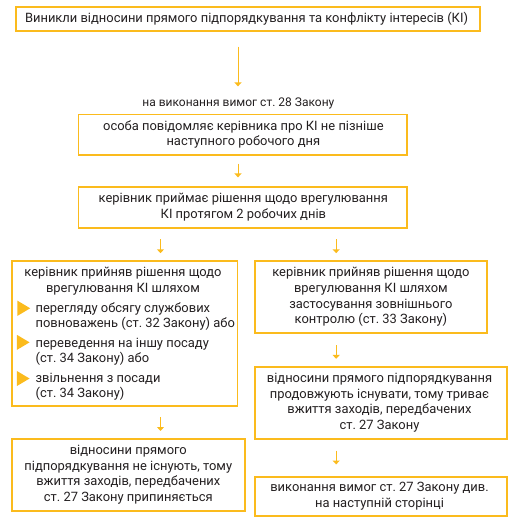 Виникли відносини прямого підпорядкування та конфлікту інтересів (КІ)
на виконання вимог ст. 28 Закону
особа повідомляє керівника про КІ не пізніше
наступного робочого дня
керівник приймає рішення щодо врегулювання
КІ протягом 2 робочих днів
керівник прийняв рішення щодо
врегулювання КІ шляхом
перегляду обсягу службових
повноважень (ст. 32 Закону) або
переведення на іншу посаду
(ст. 34 Закону) або
звільнення з посади
(ст. 34 Закону)
відносини прямого
підпорядкування не існують, тому
вжиття заходів, передбачених
ст. 27 Закону припиняється
керівник прийняв рішення щодо
врегулювання КІ шляхом
застосування зовнішнього
контролю (ст. 33 Закону)
відносини прямого підпорядкування
продовжують існувати, тому триває
вжиття заходів, передбачених
ст. 27 Закону
виконання вимог ст. 27 Закону див.
на наступній сторінці